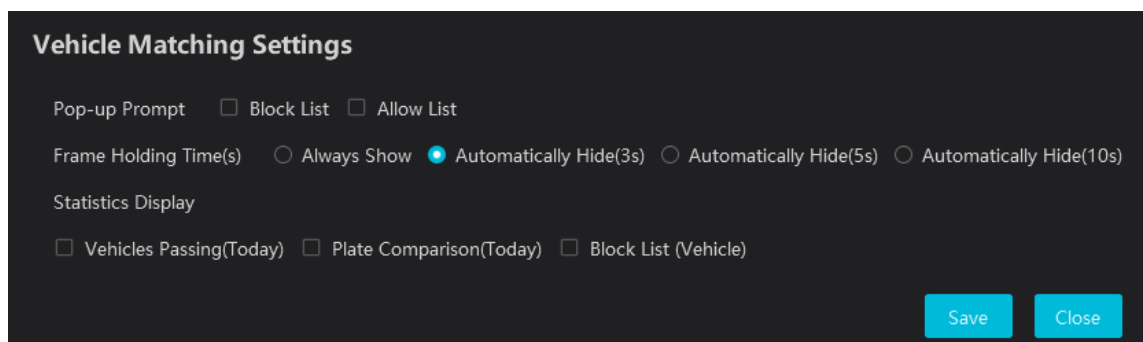 Vehicle Matching Settings
Pop-up Prompt Block List Allow List
Frame Holding Time(s) Always Show Automatically Hide(3s) Automatically Hide(5s) Automatically Hide(10s)
Statistics Display
Vehicles Passing(Today) Plate Comparison(Today) Block List (Vehicle)
Save Close